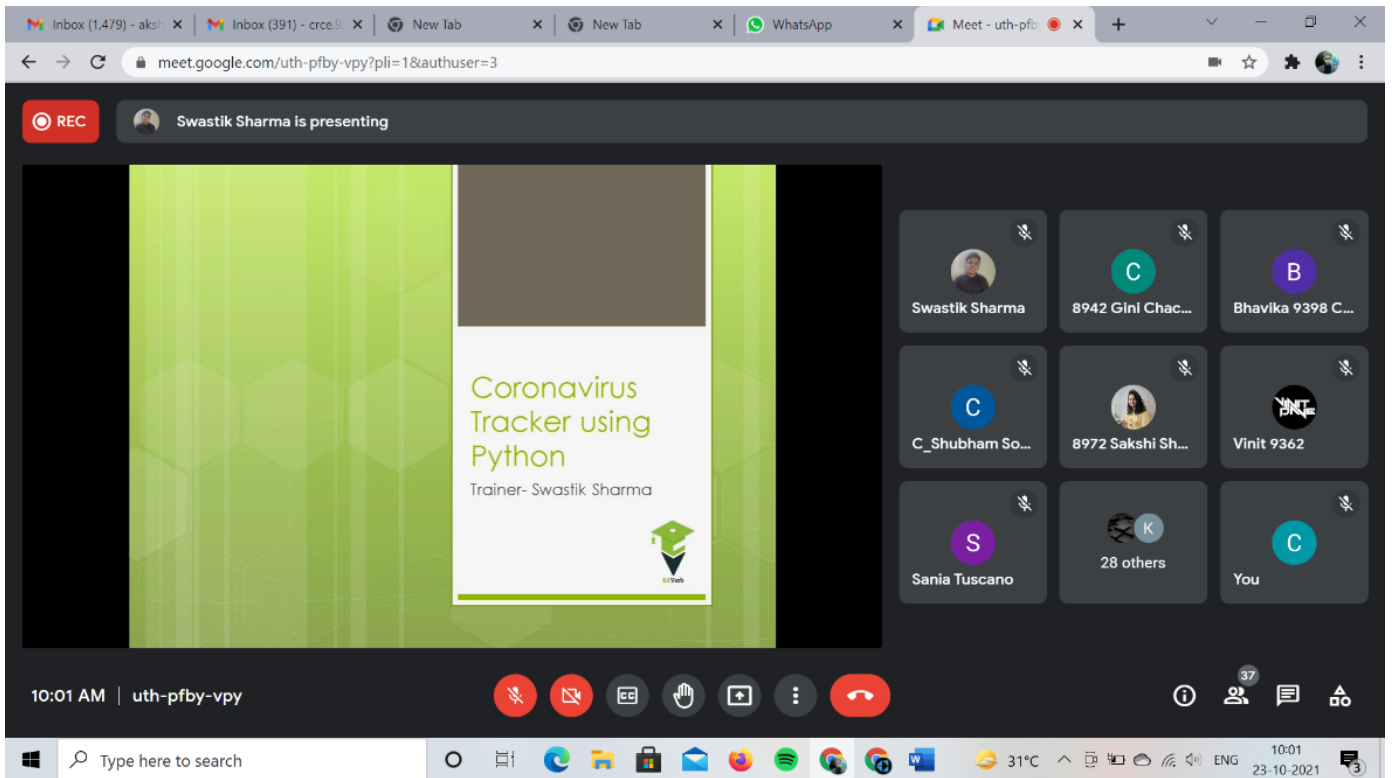 Inbox (1,479) - aksh
Inbox (391) - crce.9
New Tab
New Tab
WhatsApp
Meet - uth-pfb
meet.google.com/uth-pfby-vpy?pli=1&authuser=3
REC
Swastik Sharma is presenting
Coronavirus
Tracker using
Python
Trainer- Swastik Sharma
EdVerb
Swastik Sharma
C
8942 Gini Chac...
B
Bhavika 9398 C...
C
C_Shubham So...
8972 Sakshi Sh...
Vinit 9362
S
Sania Tuscano
K
28 others
C
You
10:01 AM | uth-pfby-vpy
CC
37
Type here to search
31°C
ENG
10:01
23-10-2021
3